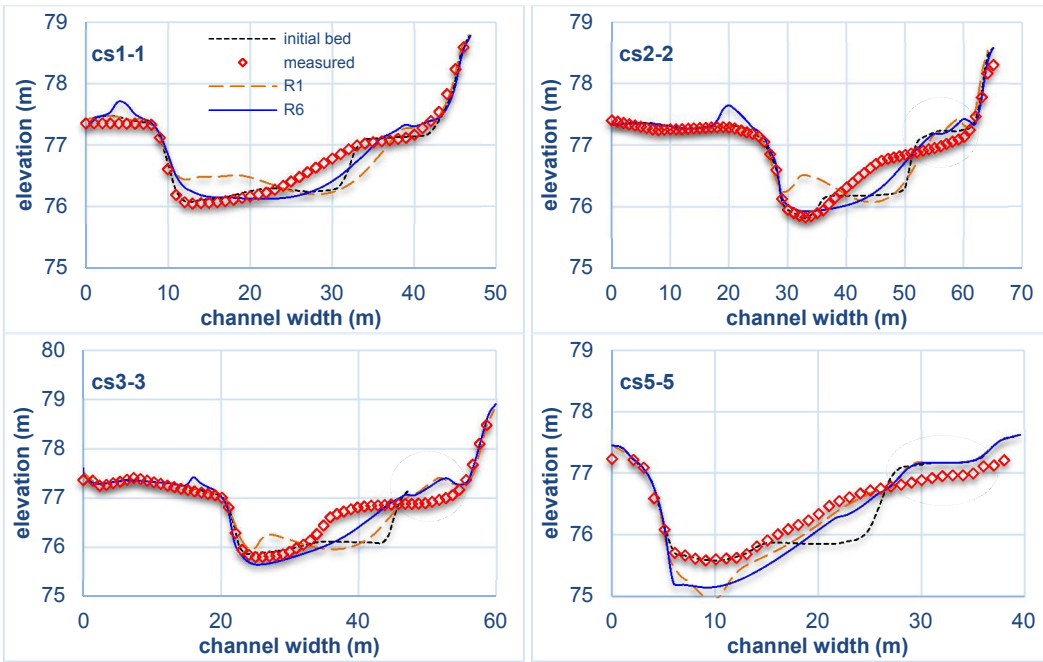 79
78
77
76
75
elevation (m)
cs1-1
initial bed
measured
R1
R6
0 10 20 30 40 50
channel width (m)
79
78
77
76
75
elevation (m)
cs2-2
0 10 20 30 40 50 60 70
channel width (m)
80
79
78
77
76
75
elevation (m)
cs3-3
0 20 40 60
channel width (m)
79
78
77
76
75
elevation (m)
cs5-5
0 10 20 30 40
channel width (m)